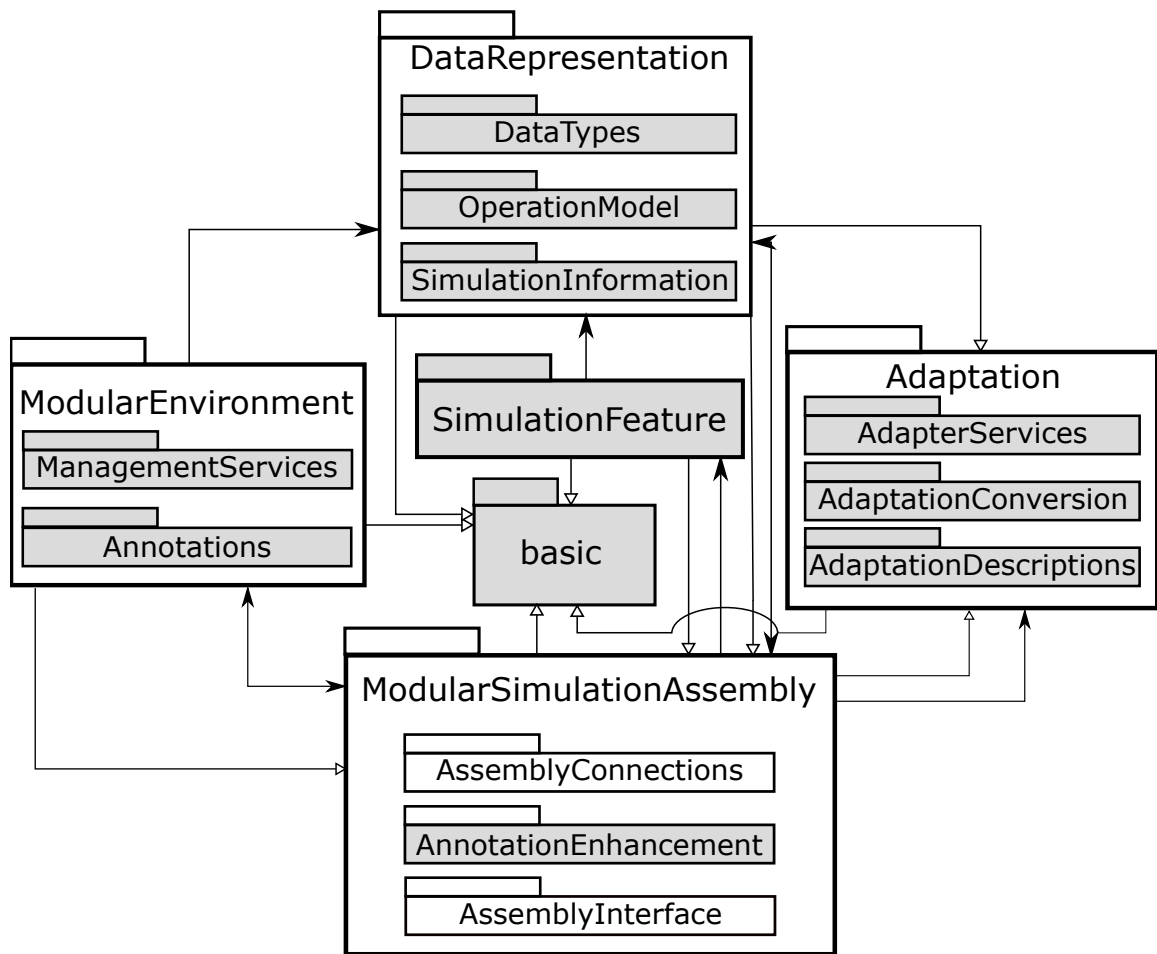 DataRepresentation
DataTypes
OperationModel
SimulationInformation
ModularEnvironment
ManagementServices
Annotations
SimulationFeature
basic
Adaptation
AdapterServices
AdaptationConversion
AdaptationDescriptions
ModularSimulationAssembly
AssemblyConnections
AnnotationEnhancement
AssemblyInterface